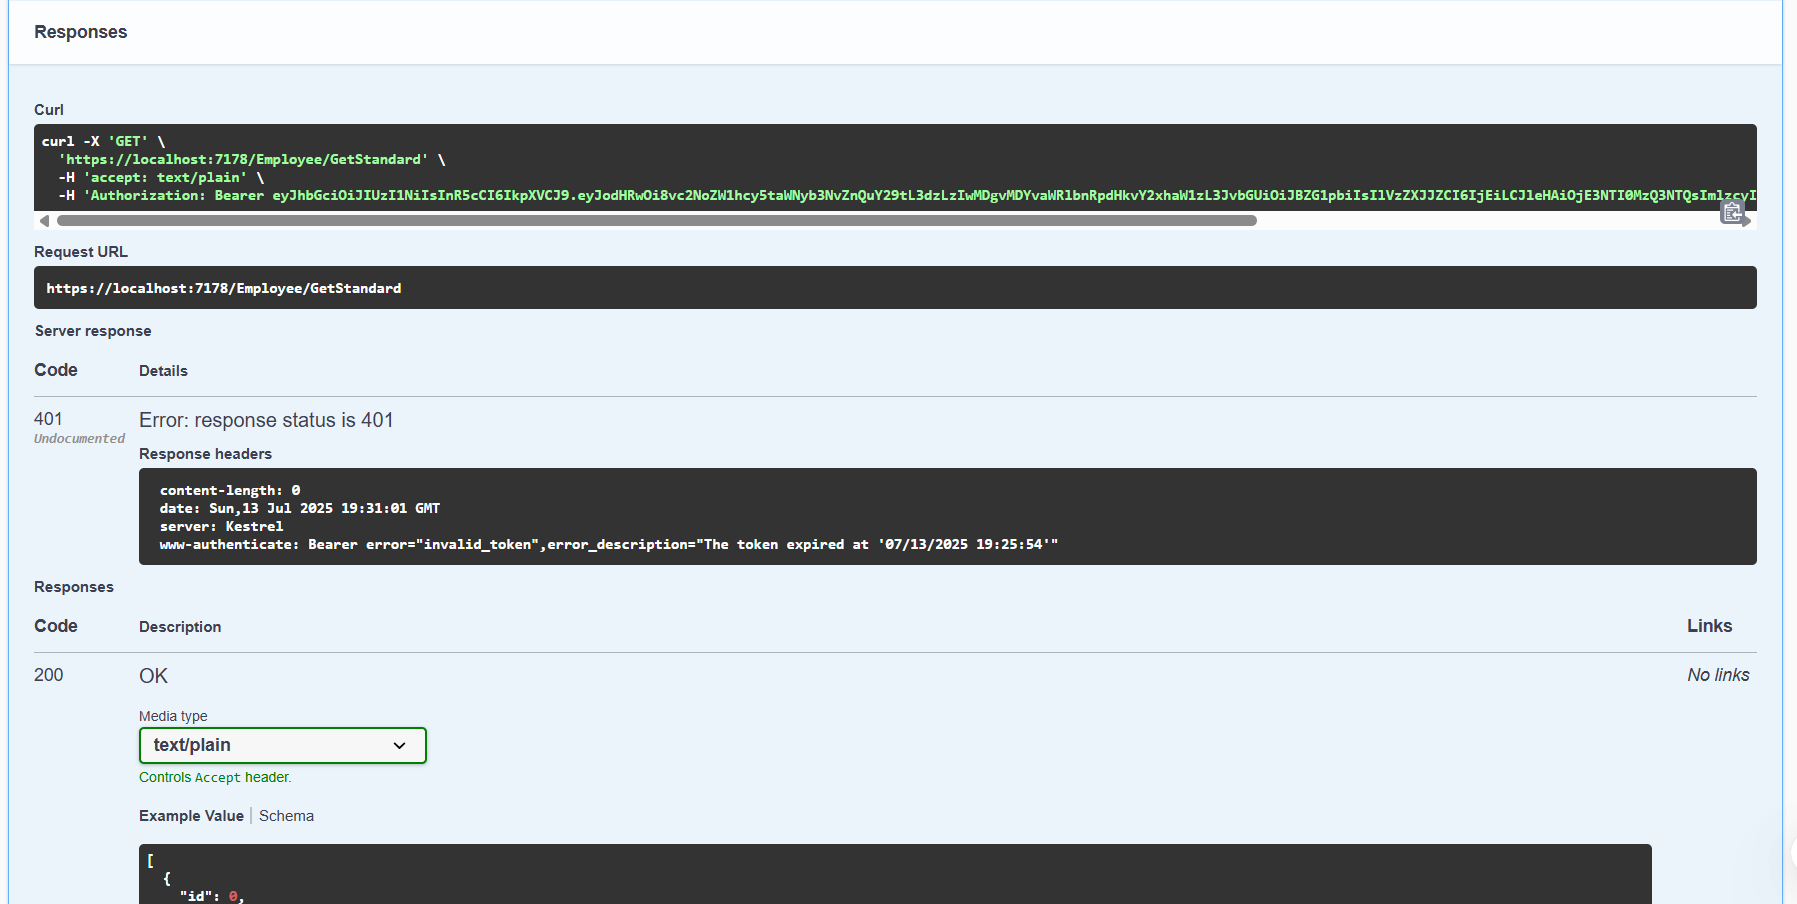 Responses
Curl
curl -X 'GET' \
'https://localhost:7178/Employee/GetStandard' \
-H 'accept: text/plain' \
-H 'Authorization: Bearer eyJhbGciOiJIUzI1NiIsInR5cCI6IkpXVCJ9.eyJodHRwOi8vc2NoZW1hcy5taWNyb3NvZnQuY29tL3dzLzIwMDgvMDYvaWRlbnRpdHkvY2xhaW1zL3JvbGUiOiJBZG1pbiIsIlVzZXJJZCI6IjEiLCJleHAiOjE3NTI0MzQ3NTQsImlzcyI
Request URL
https://localhost:7178/Employee/GetStandard
Server response
Code Details
401 Error: response status is 401
Undocumented
Response headers
content-length: 0
date: Sun,13 Jul 2025 19:31:01 GMT
server: Kestrel
www-authenticate: Bearer error="invalid_token",error_description="The token expired at '07/13/2025 19:25:54'"
Responses
Code Description Links
200 OK No links
Media type
text/plain
Controls Accept header.
Example Value Schema
[
{
"id": 0,